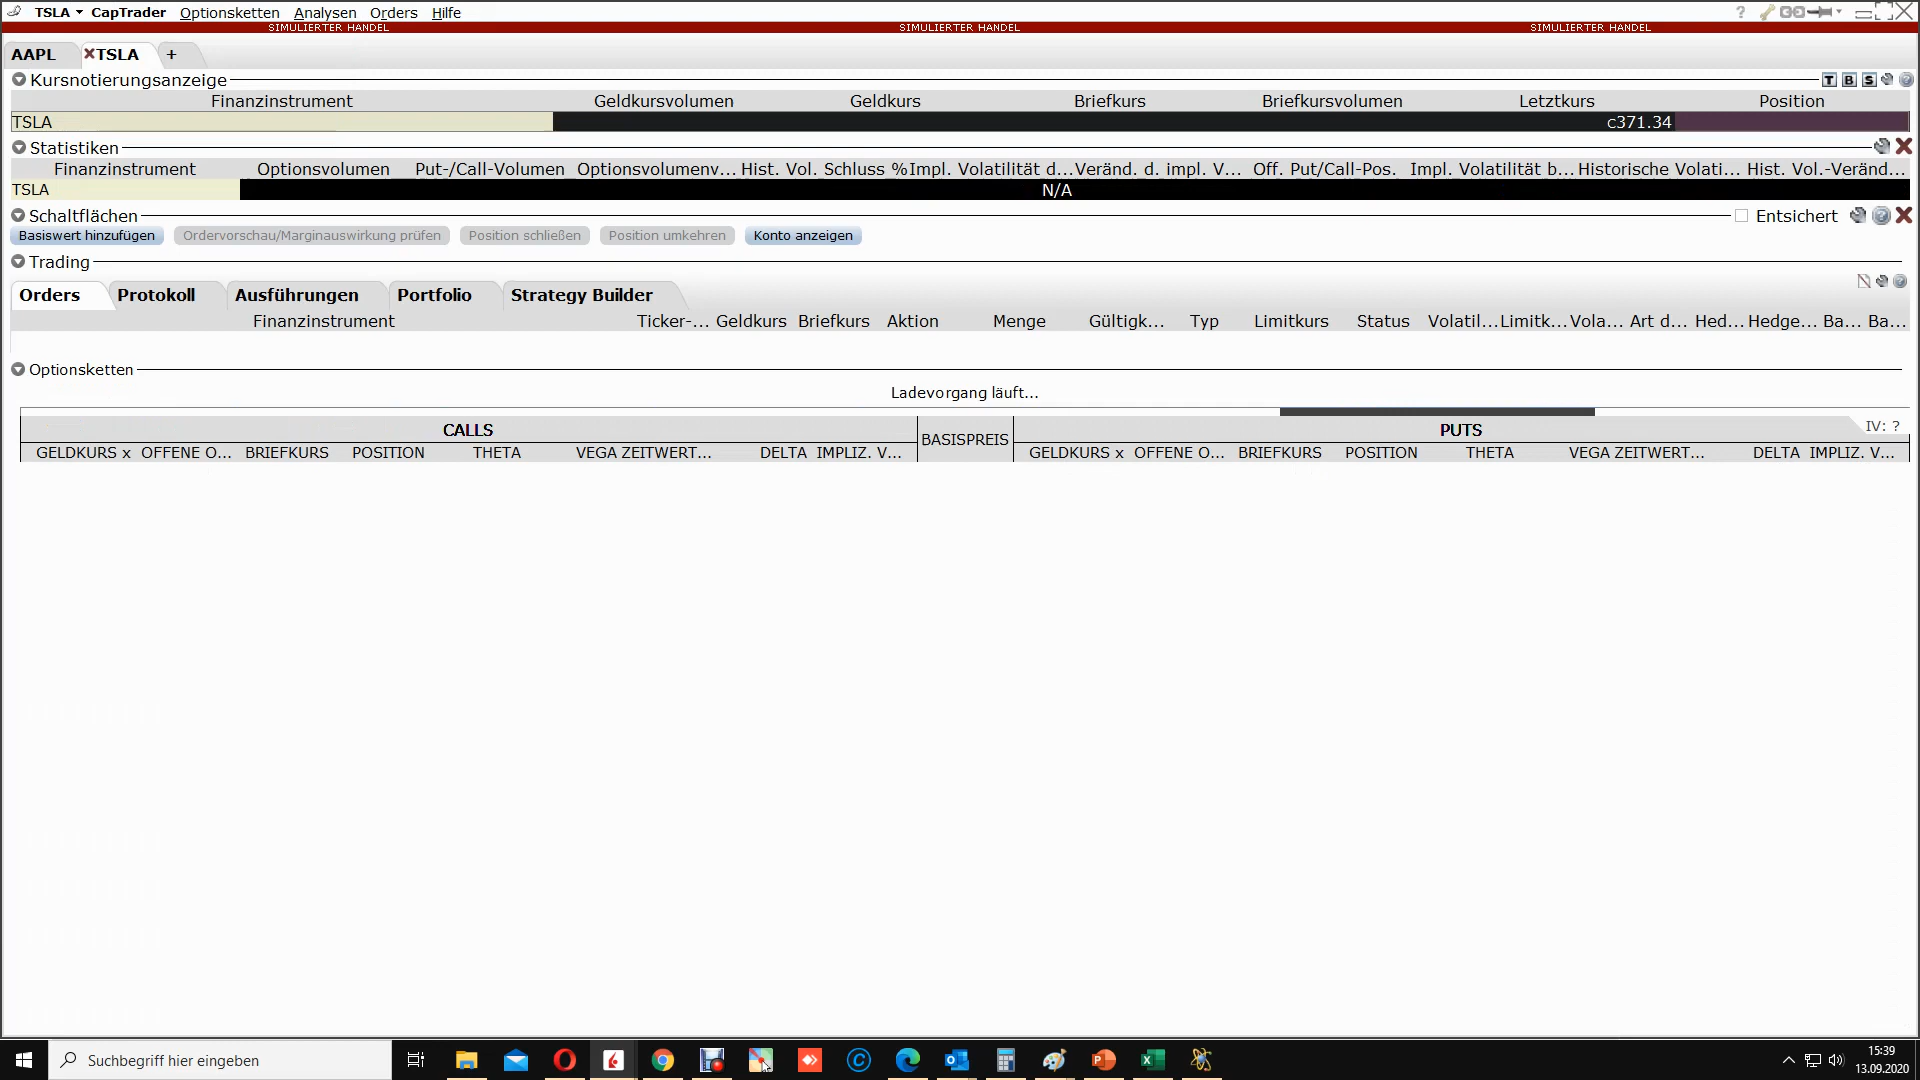 TSLA CapTrader Optionsketten Analysen Orders Hilfe ?
SIMULIERTER HANDEL SIMULIERTER HANDEL SIMULIERTER HANDEL
AAPL TSLA +
Kursnotierungsanzeige T B S ?
Finanzinstrument Geldkursvolumen Geldkurs Briefkurs Briefkursvolumen Letztkurs Position
TSLA c371.34
Statistiken
Finanzinstrument Optionsvolumen Put-/Call-Volumen Optionsvolumenv... Hist. Vol. Schluss % Impl. Volatilität d... Veränd. d. impl. V... Off. Put/Call-Pos. Impl. Volatilität b... Historische Volati... Hist. Vol.-Veränd...
TSLA N/A
Schaltflächen Entsichert ?
Basiswert hinzufügen Ordervorschau/Marginauswirkung prüfen Position schließen Position umkehren Konto anzeigen
Trading
Orders Protokoll Ausführungen Portfolio Strategy Builder ?
Finanzinstrument Ticker-... Geldkurs Briefkurs Aktion Menge Gültigk... Typ Limitkurs Status Volatil... Limitk... Vola... Art d... Hed... Hedge... Ba... Ba...
Optionsketten
Ladevorgang läuft...
CALLS BASISPREIS PUTS IV: ?
GELDKURS x OFFENE O... BRIEFKURS POSITION THETA VEGA ZEITWERT... DELTA IMPLIZ. V... GELDKURS x OFFENE O... BRIEFKURS POSITION THETA VEGA ZEITWERT... DELTA IMPLIZ. V...
Suchbegriff hier eingeben
15:39
13.09.2020